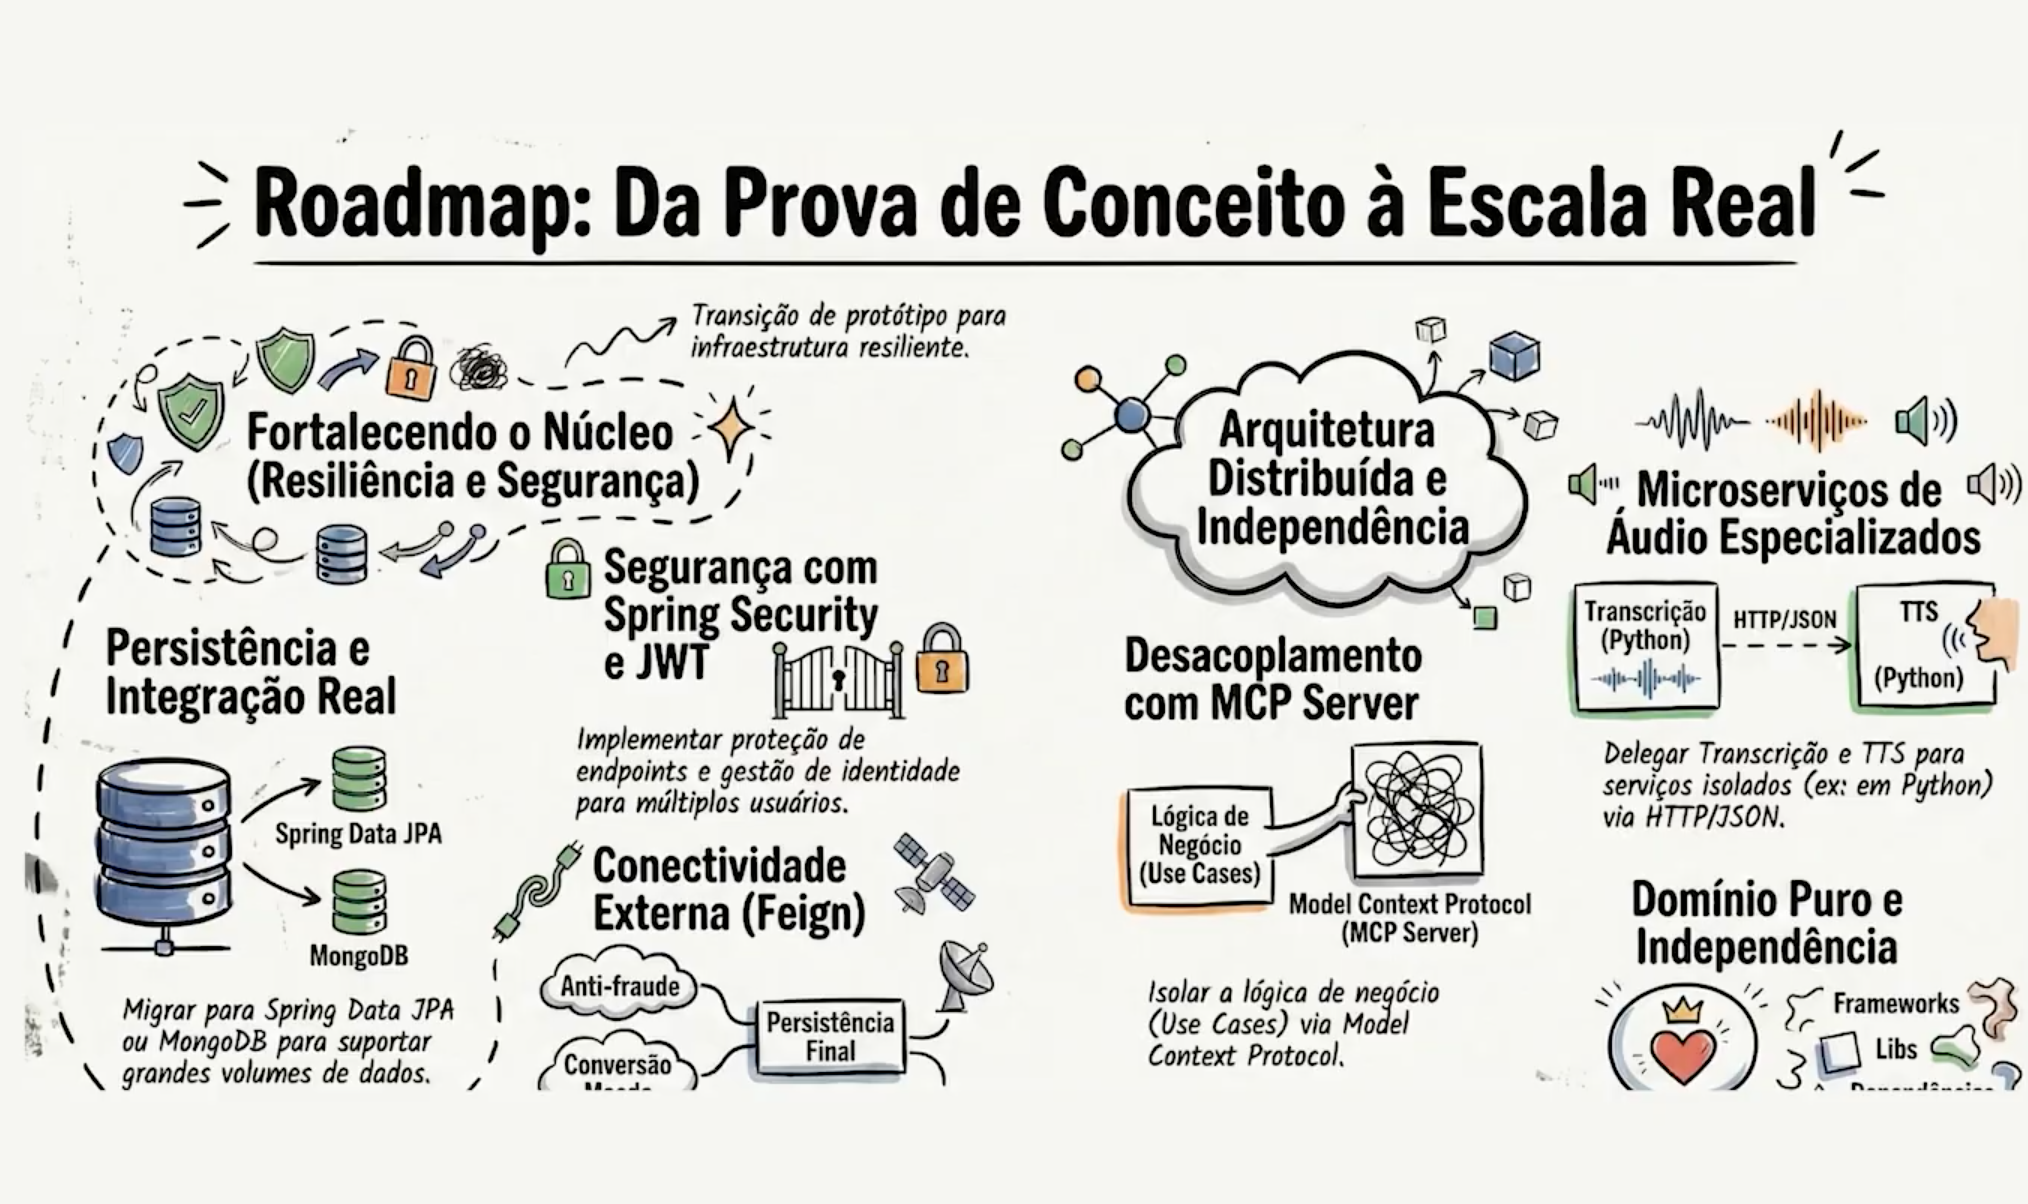 Roadmap: Da Prova de Conceito à Escala Real
Transição de protótipo para
infraestrutura resiliente.
Fortalecendo o Núcleo
(Resiliência e Segurança)
Persistência e
Integração Real
Spring Data JPA
MongoDB
Migrar para Spring Data JPA
ou MongoDB para suportar
grandes volumes de dados.
Segurança com
Spring Security
e JWT
Implementar proteção de
endpoints e gestão de identidade
para múltiplos usuários.
Conectividade
Externa (Feign)
Anti-fraude
Conversão
Persistência
Final
Arquitetura
Distribuída e
Independência
Desacoplamento
com MCP Server
Lógica de
Negócio
(Use Cases)
Model Context Protocol
(MCP Server)
Isolar a lógica de negócio
(Use Cases) via Model
Context Protocol.
Microserviços de
Áudio Especializados
Transcrição
(Python)
HTTP/JSON
TTS
(Python)
Delegar Transcrição e TTS para
serviços isolados (ex: em Python)
via HTTP/JSON.
Domínio Puro e
Independência
Frameworks
Libs